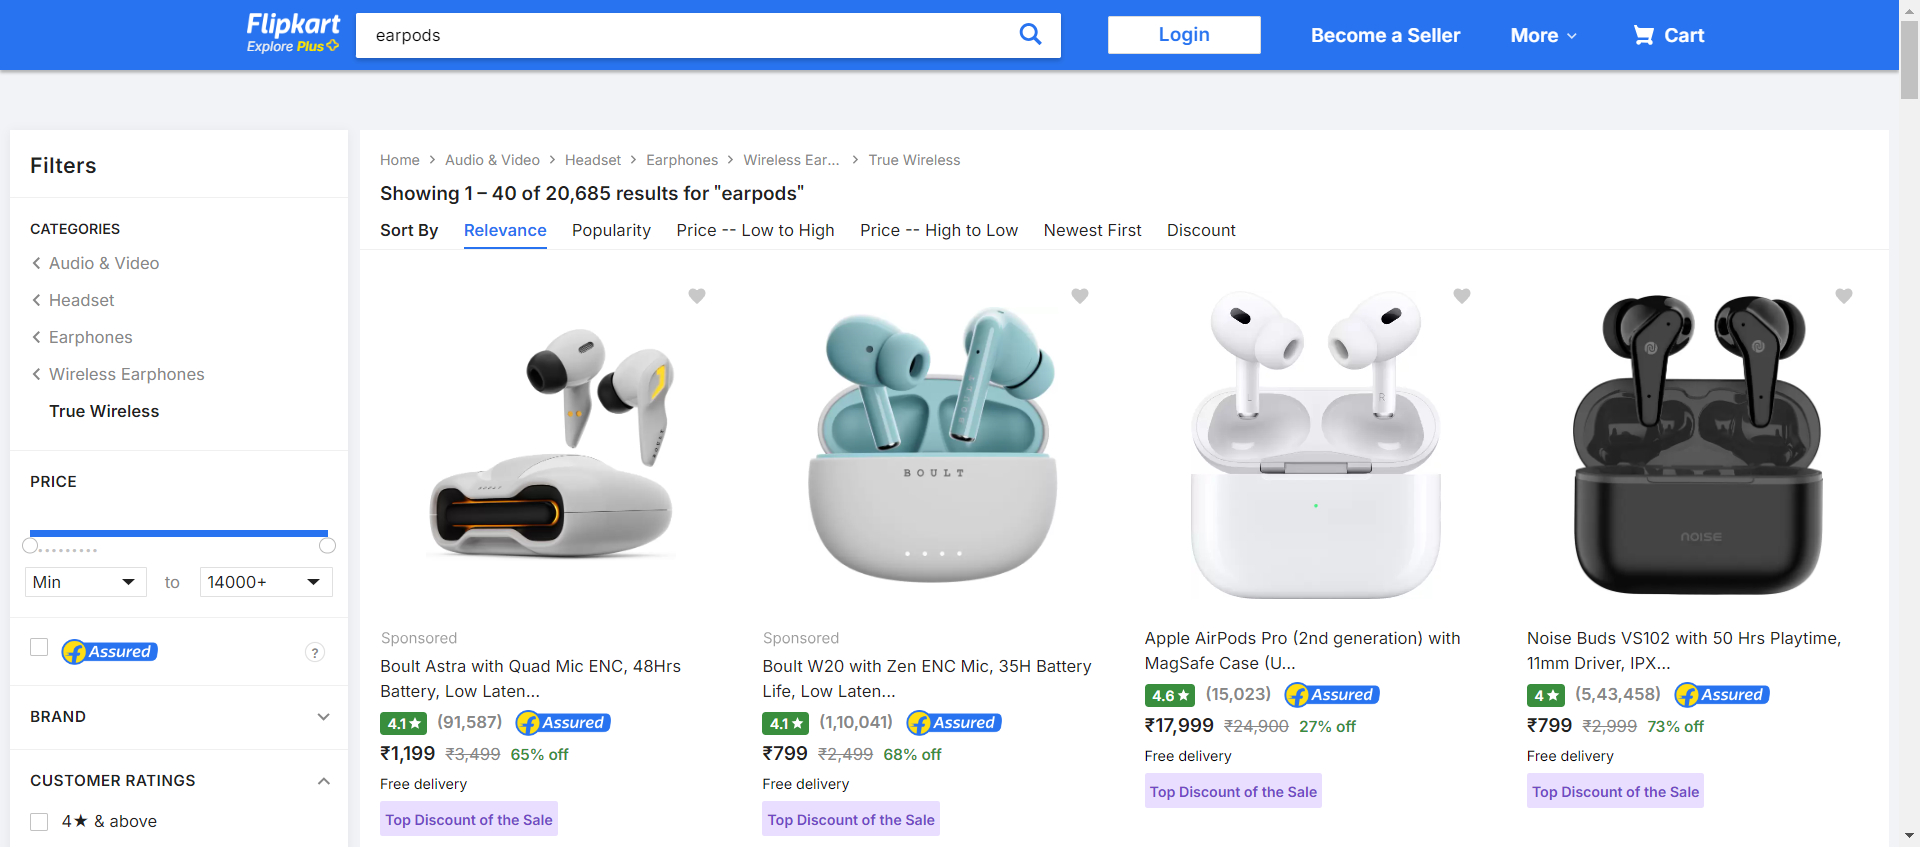 Flipkart
Explore Plus
earpods
Login
Become a Seller
More
Cart
Filters
CATEGORIES
Audio & Video
Headset
Earphones
Wireless Earphones
True Wireless
PRICE
Min
to
14000+
Assured
?
BRAND
CUSTOMER RATINGS
4★ & above
Home
Audio & Video
Headset
Earphones
Wireless Ear...
True Wireless
Showing 1 – 40 of 20,685 results for "earpods"
Sort By
Relevance
Popularity
Price -- Low to High
Price -- High to Low
Newest First
Discount
BOULT
Sponsored
Boult Astra with Quad Mic ENC, 48Hrs
Battery, Low Laten...
4.1★ (91,587) Assured
₹1,199 ₹3,499 65% off
Free delivery
Top Discount of the Sale
BOULT
BOULT
Sponsored
Boult W20 with Zen ENC Mic, 35H Battery
Life, Low Laten...
4.1★ (1,10,041) Assured
₹799 ₹2,499 68% off
Free delivery
Top Discount of the Sale
L
R
Apple AirPods Pro (2nd generation) with
MagSafe Case (U...
4.6★ (15,023) Assured
₹17,999 ₹24,900 27% off
Free delivery
Top Discount of the Sale
NOISE
Noise Buds VS102 with 50 Hrs Playtime,
11mm Driver, IPX...
4★ (5,43,458) Assured
₹799 ₹2,999 73% off
Free delivery
Top Discount of the Sale